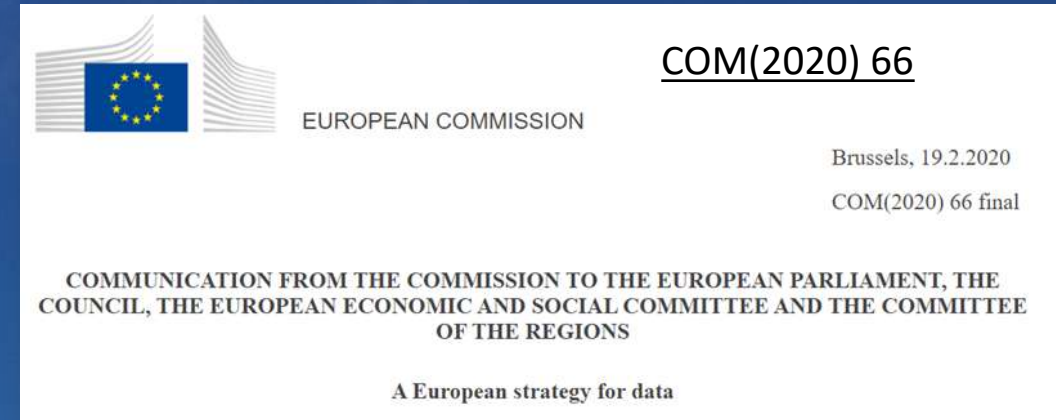 COM(2020) 66
EUROPEAN COMMISSION
Brussels, 19.2.2020
COM(2020) 66 final
COMMUNICATION FROM THE COMMISSION TO THE EUROPEAN PARLIAMENT, THE
COUNCIL, THE EUROPEAN ECONOMIC AND SOCIAL COMMITTEE AND THE COMMITTEE
OF THE REGIONS
A European strategy for data